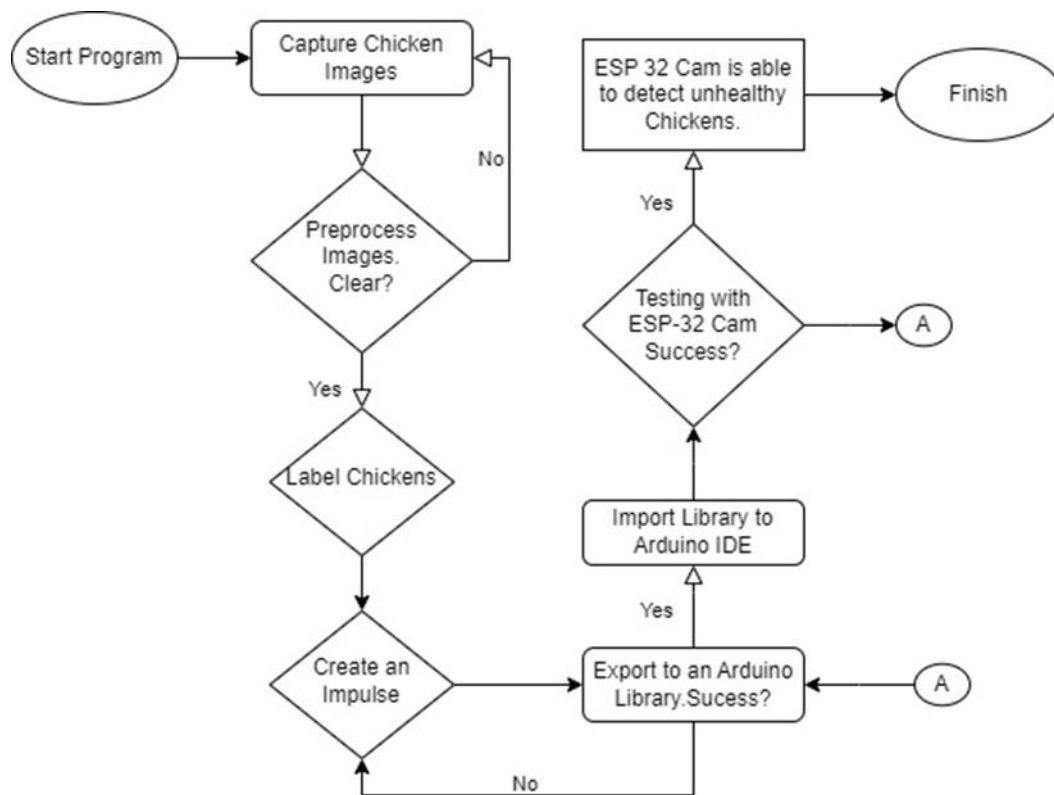 Start Program
Capture Chicken
Images
No
Preprocess
Images.
Clear?
Yes
Label Chickens
Create an
Impulse
No
Export to an Arduino
Library.Sucess?
A
Yes
Import Library to
Arduino IDE
Testing with
ESP-32 Cam
Success?
A
Yes
ESP 32 Cam is able
to detect unhealthy
Chickens.
Finish